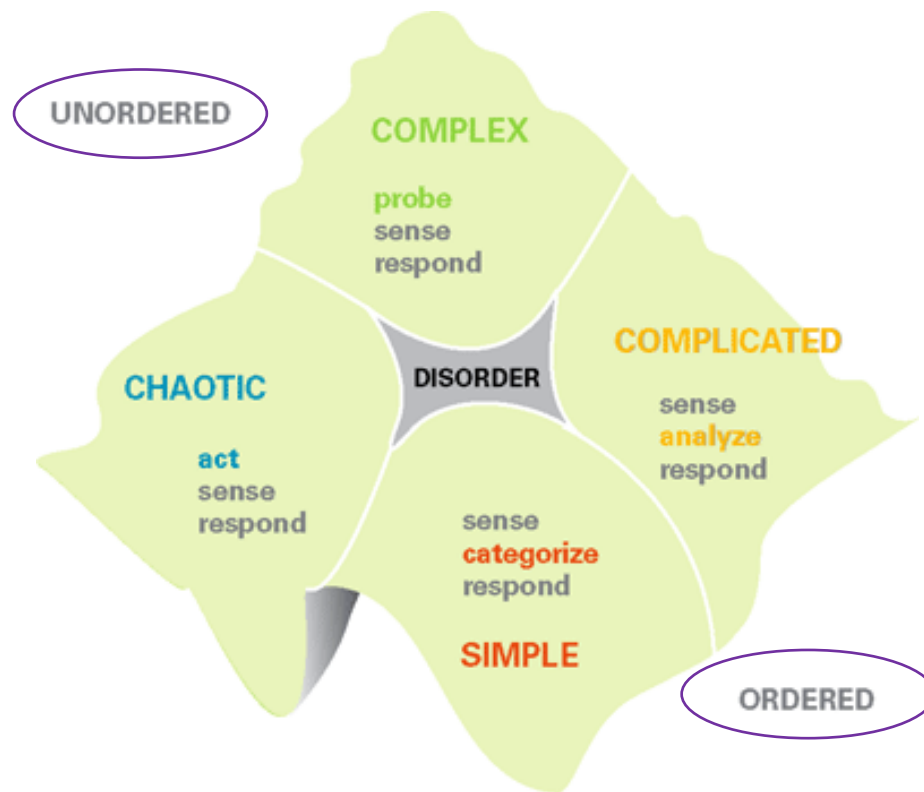 UNORDERED
COMPLEX
probe
sense
respond
COMPLICATED
sense
analyze
respond
DISORDER
CHAOTIC
act
sense
respond
sense
categorize
respond
SIMPLE
ORDERED